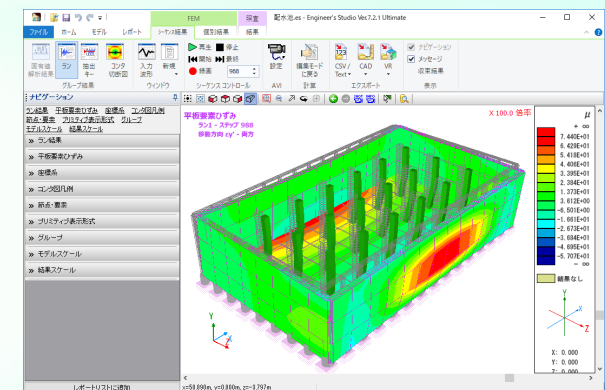 FEM
探査
配水池.es - Engineer's Studio Ver.7.2.1 Ultimate
ファイル ホーム モデル レポート シーケンス結果 個別結果 結果
固有値解析結果 ラン 抽出キー コンタ切断図 入力波形 新規
再生 停止
開始 最終
録画 988
設定 編集モードに戻る CSV / Text CAD VR
ナビゲーション
メッセージ
収束結果
グループ結果 ウィンドウ シーケンスコントロール AVI 計算 エクスポート 表示
ナビゲーション
ラン結果 平板要素ひずみ 座標系 コンタ図凡例
節点・要素 プリミティブ表示形式 グループ
モデルスケール 結果スケール
» ラン結果
» 平板要素ひずみ
» 座標系
» コンタ図凡例
» 節点・要素
» プリミティブ表示形式
» グループ
» モデルスケール
» 結果スケール
レポートリストに追加
平板要素ひずみ
ラン1 - ステップ 988
移動方向 εy' - 両方
X 100.0 倍率
μ
+ ∞
7.440E+01
6.429E+01
5.418E+01
4.406E+01
3.395E+01
2.384E+01
1.373E+01
3.612E+00
-6.501E+00
-1.661E+01
-2.673E+01
-3.684E+01
-4.695E+01
-5.707E+01
- ∞
結果なし
Y
X
Z
Y
X
X: 0.000
Y: 0.000
Z: 0.000
x=50.890m, y=0.000m, z=-3.797m